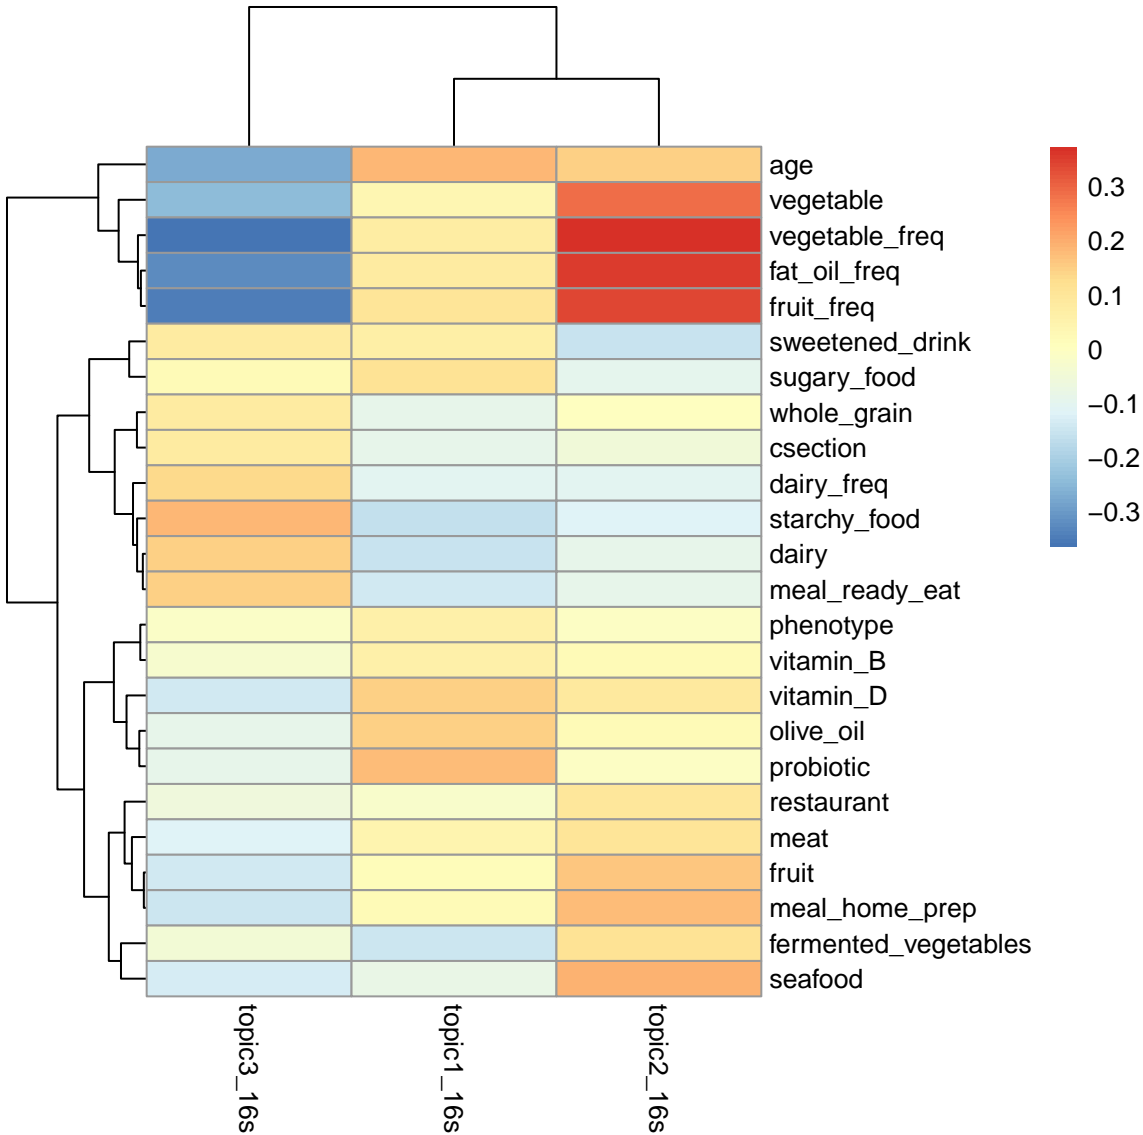 age
vegetable
vegetable_freq
fat_oil_freq
fruit_freq
sweetened_drink
sugary_food
whole_grain
csection
dairy_freq
starchy_food
dairy
meal_ready_eat
phenotype
vitamin_B
vitamin_D
olive_oil
probiotic
restaurant
meat
fruit
meal_home_prep
fermented_vegetables
seafood
0.3
0.2
0.1
0
−0.1
−0.2
−0.3
topic3_16s
topic1_16s
topic2_16s